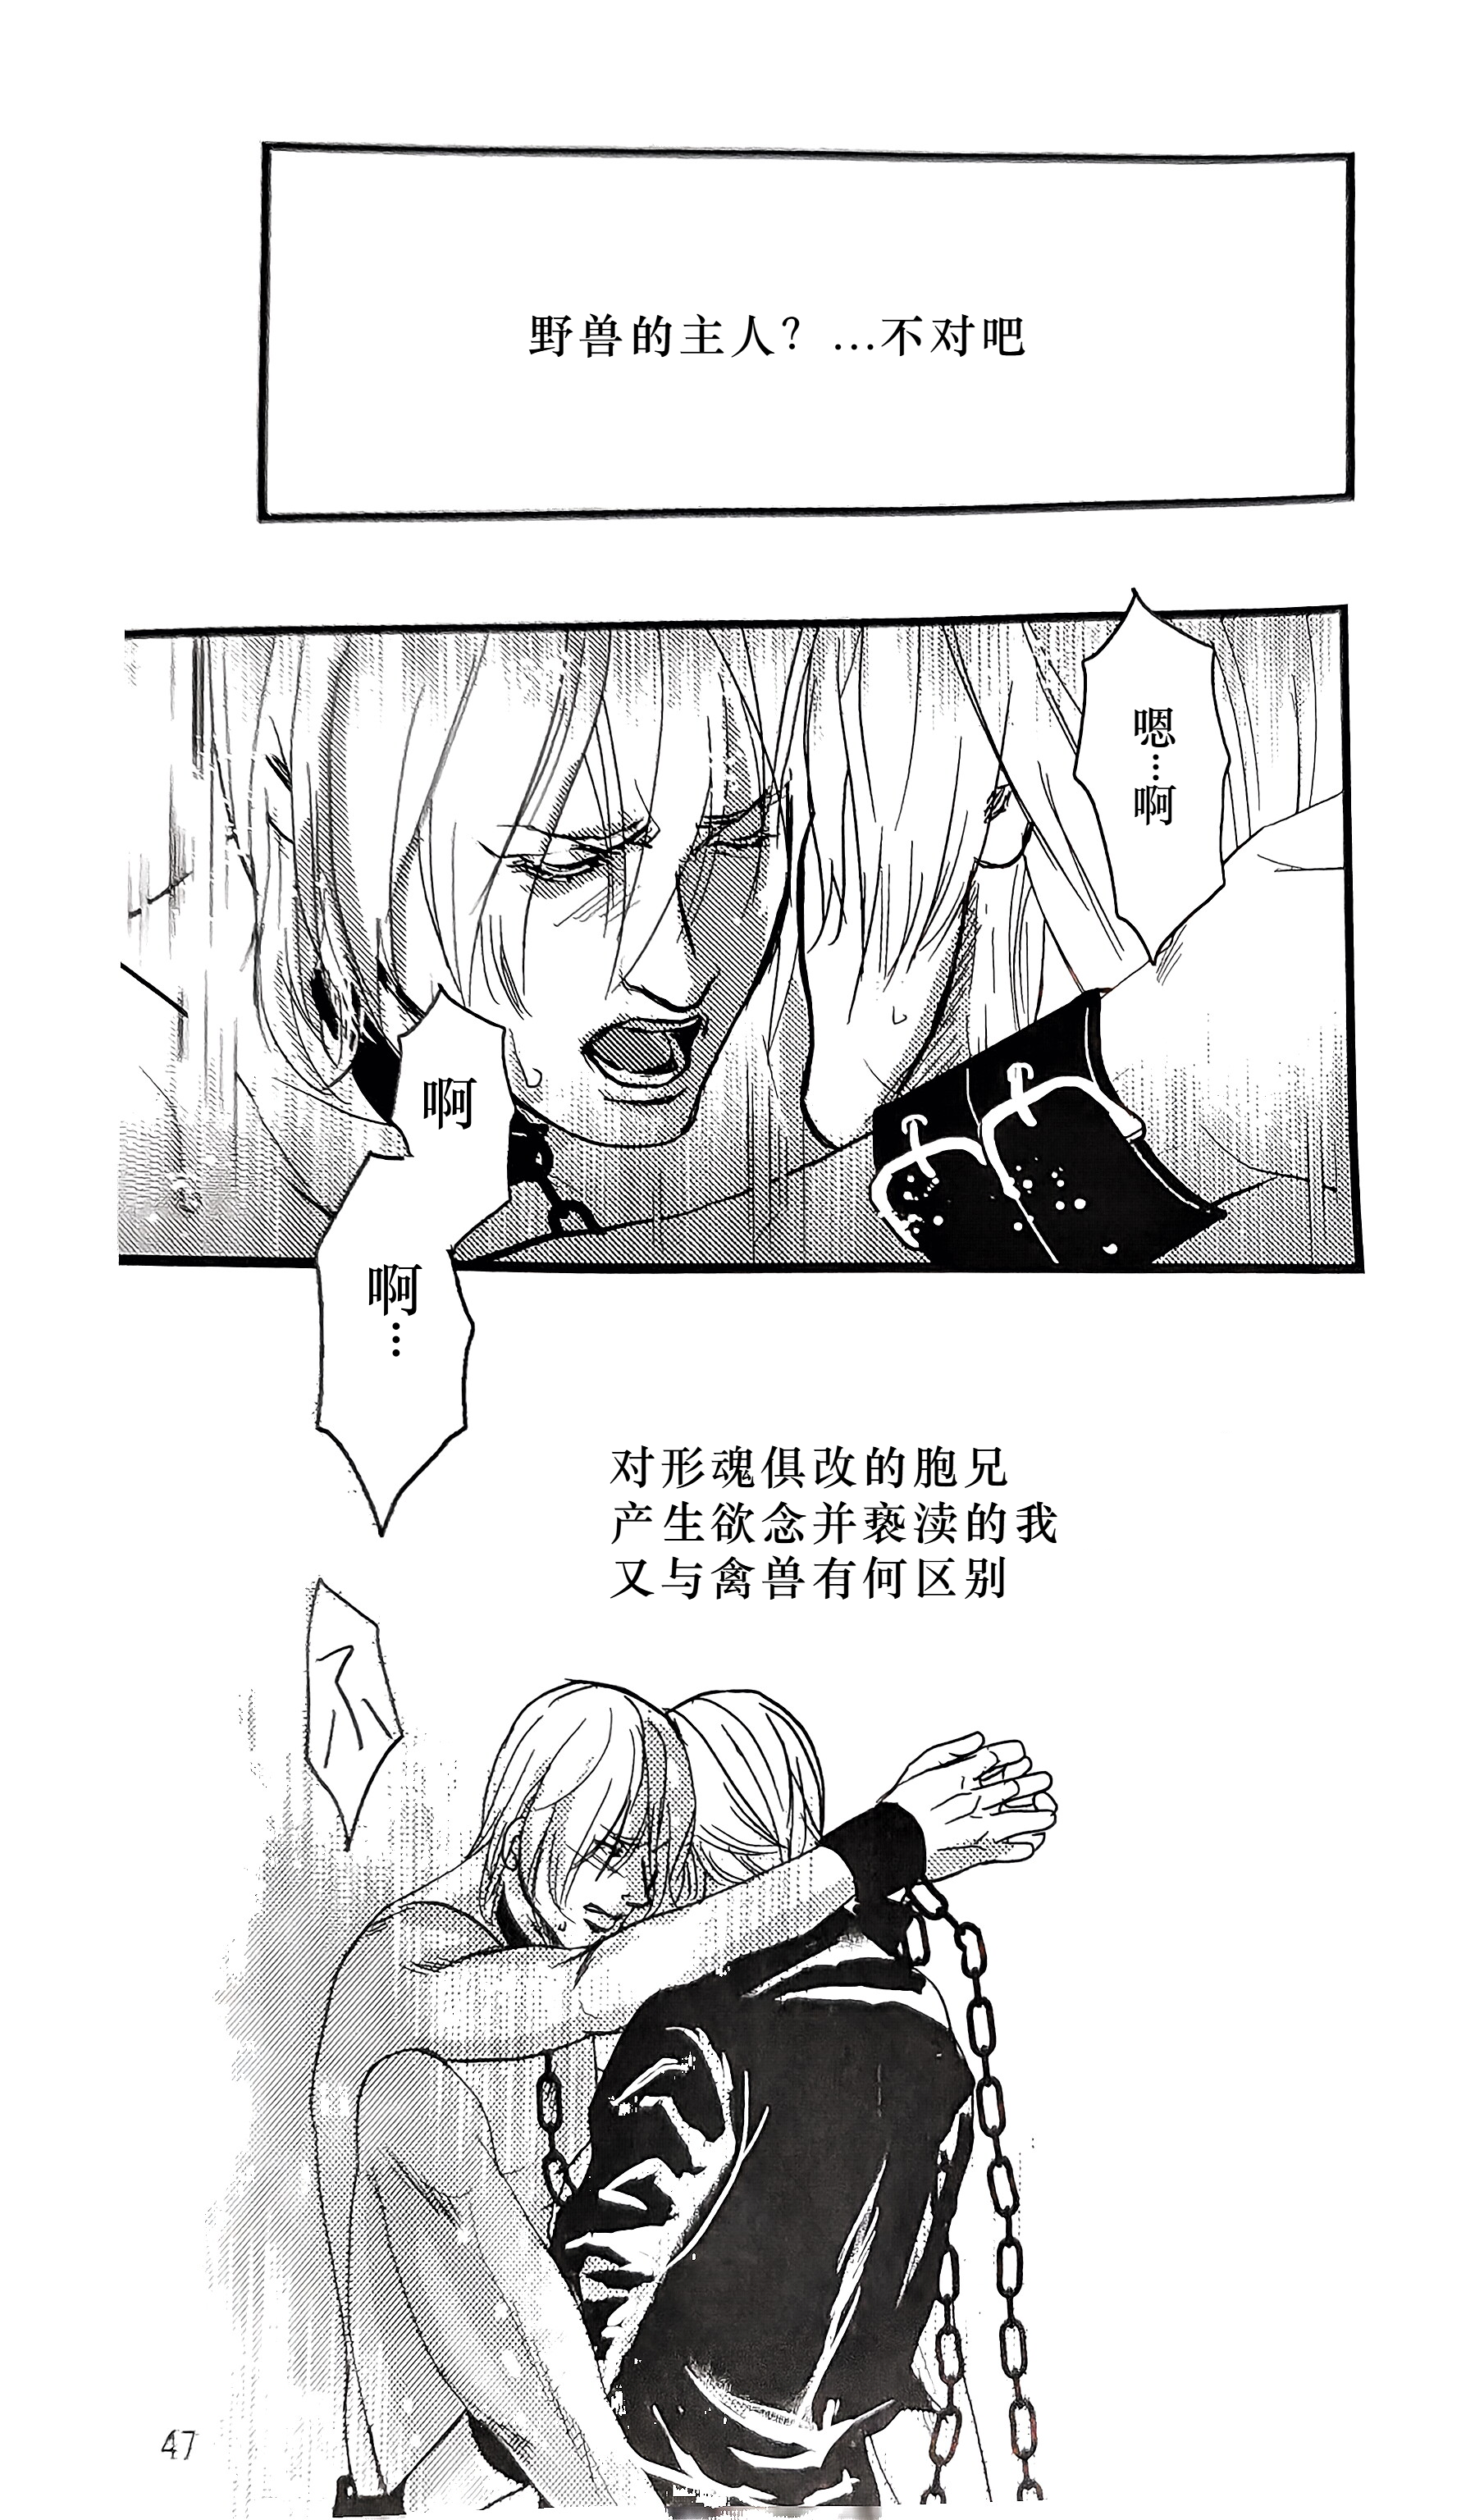 野兽的主人？…不对吧
嗯…啊
啊
啊…
对形魂俱改的胞兄
产生欲念并亵渎的我
又与禽兽有何区别
47